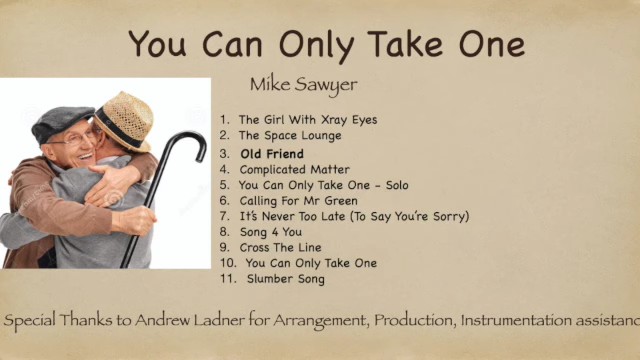 You Can Only Take One
Mike Sawyer
1. The Girl With Xray Eyes
2. The Space Lounge
3. Old Friend
4. Complicated Matter
5. You Can Only Take One - Solo
6. Calling For Mr Green
7. It's Never Too Late (To Say You're Sorry)
8. Song 4 You
9. Cross The Line
10. You Can Only Take One
11. Slumber Song
Special Thanks to Andrew Ladner for Arrangement, Production, Instrumentation assistanc